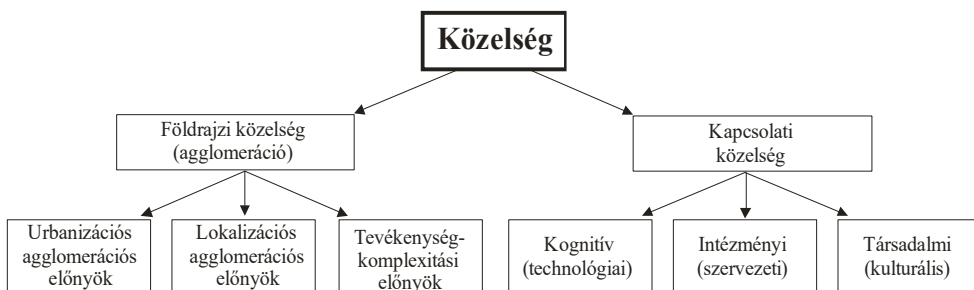 Közelség
Földrajzi közelség
(agglomeráció)
Kapcsolati
közelség
Urbanizációs
agglomerációs
előnyök
Lokalizációs
agglomerációs
előnyök
Tevékenység-
komplexitási
előnyök
Kognitív
(technológiai)
Intézményi
(szervezeti)
Társadalmi
(kulturális)